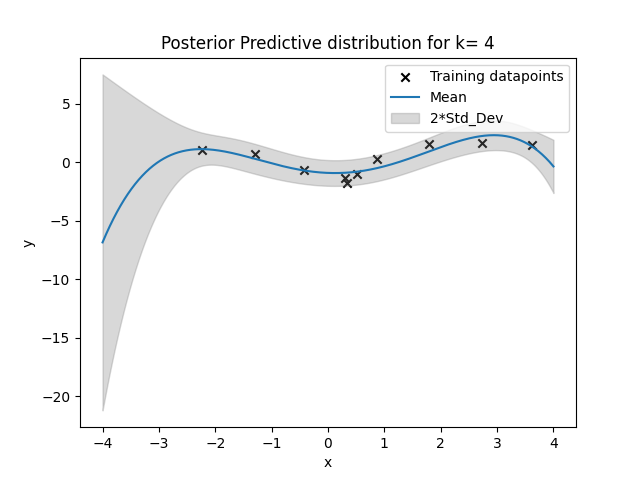 Posterior Predictive distribution for k= 4
Training datapoints
Mean
2*Std_Dev
5
0
−5
−10
−15
−20
y
−4 −3 −2 −1 0 1 2 3 4
x